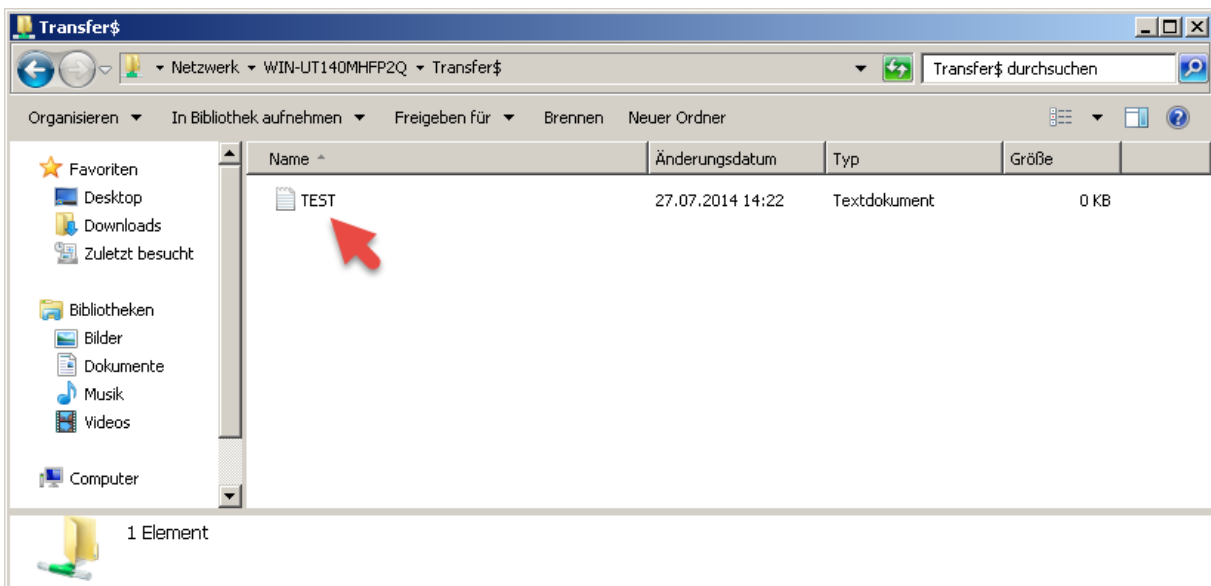 Transfer$
Netzwerk WIN-UT140MHFP2Q Transfer$ Transfer$ durchsuchen
Organisieren In Bibliothek aufnehmen Freigeben für Brennen Neuer Ordner
Favoriten
Desktop
Downloads
Zuletzt besucht
Bibliotheken
Bilder
Dokumente
Musik
Videos
Computer
Name Änderungsdatum Typ Größe
TEST 27.07.2014 14:22 Textdokument 0 KB
1 Element